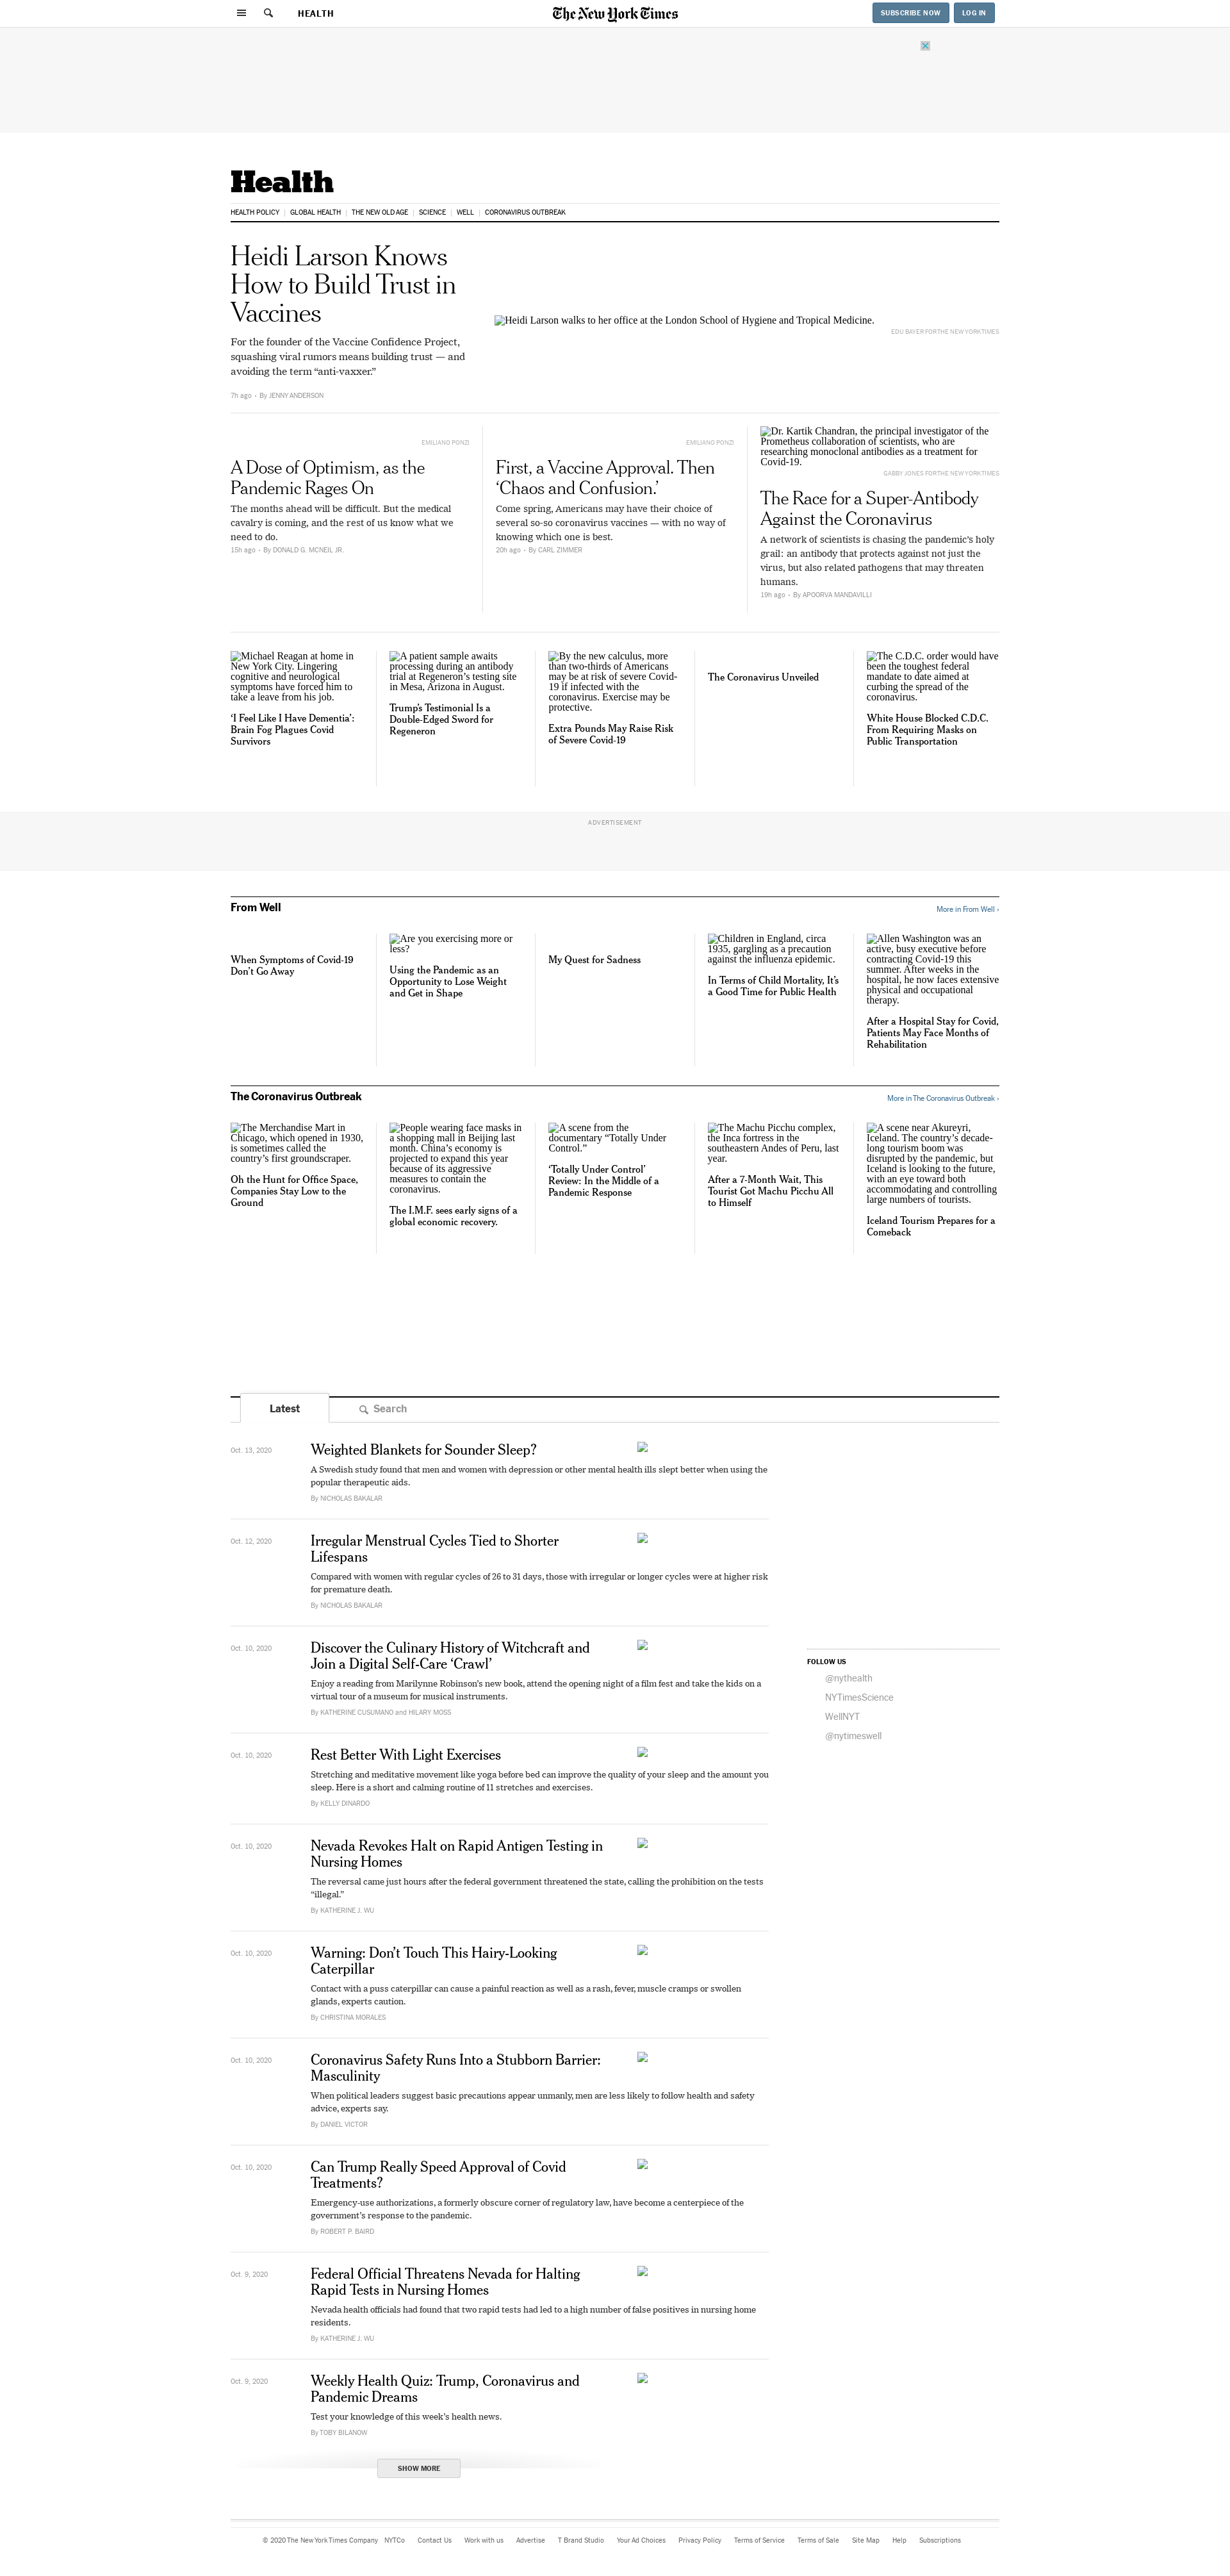 HEALTH
The New York Times
SUBSCRIBE NOW
LOG IN
Health
HEALTH POLICY
GLOBAL HEALTH
THE NEW OLD AGE
SCIENCE
WELL
CORONAVIRUS OUTBREAK
Heidi Larson Knows
How to Build Trust in
Vaccines
For the founder of the Vaccine Confidence Project,
squashing viral rumors means building trust — and
avoiding the term “anti-vaxxer.”
7h ago · By JENNY ANDERSON
Heidi Larson walks to her office at the London School of Hygiene and Tropical Medicine.
EDU BAYER FOR THE NEW YORK TIMES
EMILIANO PONZI
A Dose of Optimism, as the
Pandemic Rages On
The months ahead will be difficult. But the medical
cavalry is coming, and the rest of us know what we
need to do.
15h ago · By DONALD G. MCNEIL JR.
EMILIANO PONZI
First, a Vaccine Approval. Then
‘Chaos and Confusion.’
Come spring, Americans may have their choice of
several so-so coronavirus vaccines — with no way of
knowing which one is best.
20h ago · By CARL ZIMMER
Dr. Kartik Chandran, the principal investigator of the
Prometheus collaboration of scientists, who are
researching monoclonal antibodies as a treatment for
Covid-19.
GABBY JONES FOR THE NEW YORK TIMES
The Race for a Super-Antibody
Against the Coronavirus
A network of scientists is chasing the pandemic’s holy
grail: an antibody that protects against not just the
virus, but also related pathogens that may threaten
humans.
19h ago · By APOORVA MANDAVILLI
Michael Reagan at home in
New York City. Lingering
cognitive and neurological
symptoms have forced him to
take a leave from his job.
‘I Feel Like I Have Dementia’:
Brain Fog Plagues Covid
Survivors
A patient sample awaits
processing during an antibody
trial at Regeneron’s testing site
in Mesa, Arizona in August.
Trump’s Testimonial Is a
Double-Edged Sword for
Regeneron
By the new calculus, more
than two-thirds of Americans
may be at risk of severe Covid-
19 if infected with the
coronavirus. Exercise may be
protective.
Extra Pounds May Raise Risk
of Severe Covid-19
The Coronavirus Unveiled
The C.D.C. order would have
been the toughest federal
mandate to date aimed at
curbing the spread of the
coronavirus.
White House Blocked C.D.C.
From Requiring Masks on
Public Transportation
ADVERTISEMENT
From Well
More in From Well ›
When Symptoms of Covid-19
Don’t Go Away
Are you exercising more or
less?
Using the Pandemic as an
Opportunity to Lose Weight
and Get in Shape
My Quest for Sadness
Children in England, circa
1935, gargling as a precaution
against the influenza epidemic.
In Terms of Child Mortality, It’s
a Good Time for Public Health
Allen Washington was an
active, busy executive before
contracting Covid-19 this
summer. After weeks in the
hospital, he now faces extensive
physical and occupational
therapy.
After a Hospital Stay for Covid,
Patients May Face Months of
Rehabilitation
The Coronavirus Outbreak
More in The Coronavirus Outbreak ›
The Merchandise Mart in
Chicago, which opened in 1930,
is sometimes called the
country’s first groundscraper.
Oh the Hunt for Office Space,
Companies Stay Low to the
Ground
People wearing face masks in
a shopping mall in Beijing last
month. China’s economy is
projected to expand this year
because of its aggressive
measures to contain the
coronavirus.
The I.M.F. sees early signs of a
global economic recovery.
A scene from the
documentary “Totally Under
Control.”
‘Totally Under Control’
Review: In the Middle of a
Pandemic Response
The Machu Picchu complex,
the Inca fortress in the
southeastern Andes of Peru, last
year.
After a 7-Month Wait, This
Tourist Got Machu Picchu All
to Himself
A scene near Akureyri,
Iceland. The country’s decade-
long tourism boom was
disrupted by the pandemic, but
Iceland is looking to the future,
with an eye toward both
accommodating and controlling
large numbers of tourists.
Iceland Tourism Prepares for a
Comeback
Latest
Search
Oct. 13, 2020
Weighted Blankets for Sounder Sleep?
A Swedish study found that men and women with depression or other mental health ills slept better when using the
popular therapeutic aids.
By NICHOLAS BAKALAR
Oct. 12, 2020
Irregular Menstrual Cycles Tied to Shorter
Lifespans
Compared with women with regular cycles of 26 to 31 days, those with irregular or longer cycles were at higher risk
for premature death.
By NICHOLAS BAKALAR
Oct. 10, 2020
Discover the Culinary History of Witchcraft and
Join a Digital Self-Care ‘Crawl’
Enjoy a reading from Marilynne Robinson’s new book, attend the opening night of a film fest and take the kids on a
virtual tour of a museum for musical instruments.
By KATHERINE CUSUMANO and HILARY MOSS
Oct. 10, 2020
Rest Better With Light Exercises
Stretching and meditative movement like yoga before bed can improve the quality of your sleep and the amount you
sleep. Here is a short and calming routine of 11 stretches and exercises.
By KELLY DINARDO
Oct. 10, 2020
Nevada Revokes Halt on Rapid Antigen Testing in
Nursing Homes
The reversal came just hours after the federal government threatened the state, calling the prohibition on the tests
“illegal.”
By KATHERINE J. WU
Oct. 10, 2020
Warning: Don’t Touch This Hairy-Looking
Caterpillar
Contact with a puss caterpillar can cause a painful reaction as well as a rash, fever, muscle cramps or swollen
glands, experts caution.
By CHRISTINA MORALES
Oct. 10, 2020
Coronavirus Safety Runs Into a Stubborn Barrier:
Masculinity
When political leaders suggest basic precautions appear unmanly, men are less likely to follow health and safety
advice, experts say.
By DANIEL VICTOR
Oct. 10, 2020
Can Trump Really Speed Approval of Covid
Treatments?
Emergency-use authorizations, a formerly obscure corner of regulatory law, have become a centerpiece of the
government’s response to the pandemic.
By ROBERT P. BAIRD
Oct. 9, 2020
Federal Official Threatens Nevada for Halting
Rapid Tests in Nursing Homes
Nevada health officials had found that two rapid tests had led to a high number of false positives in nursing home
residents.
By KATHERINE J. WU
Oct. 9, 2020
Weekly Health Quiz: Trump, Coronavirus and
Pandemic Dreams
Test your knowledge of this week’s health news.
By TOBY BILANOW
SHOW MORE
FOLLOW US
@nythealth
NYTimesScience
WellNYT
@nytimeswell
© 2020 The New York Times Company
NYTCo
Contact Us
Work with us
Advertise
T Brand Studio
Your Ad Choices
Privacy Policy
Terms of Service
Terms of Sale
Site Map
Help
Subscriptions